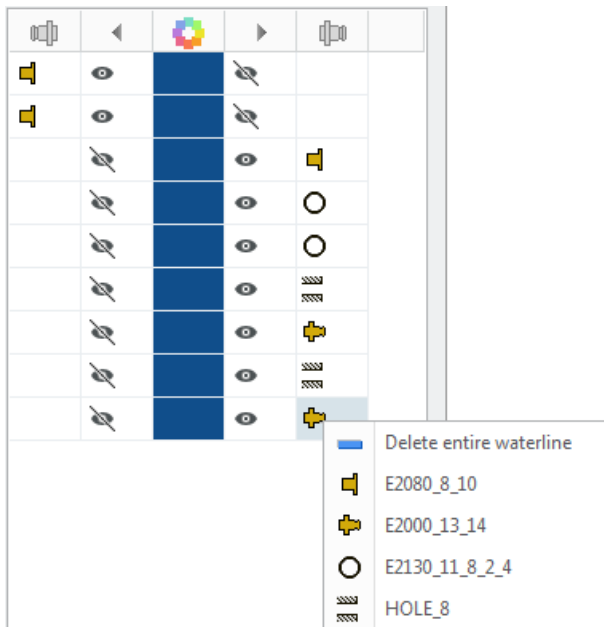 Delete entire waterline
E2080_8_10
E2000_13_14
E2130_11_8_2_4
HOLE_8